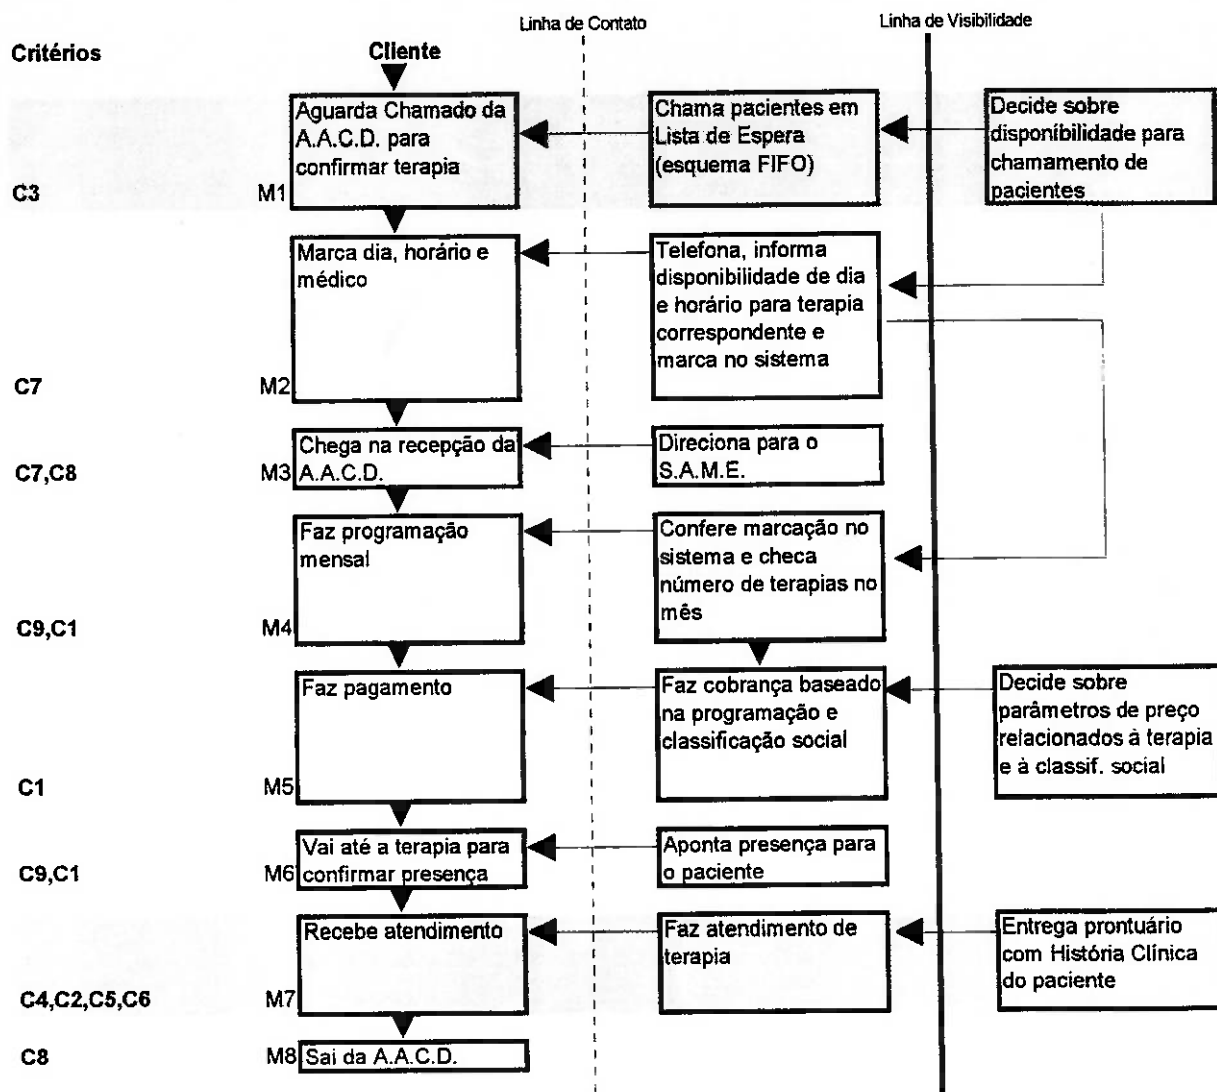 Linha de Contato
Linha de Visibilidade
Critérios
Cliente
Aguarda Chamado da
A.A.C.D. para
confirmar terapia
Chama pacientes em
Lista de Espera
(esquema FIFO)
Decide sobre
disponíbilidade para
chamamento de
pacientes
C3
M1
Marca dia, horário e
médico
Telefona, informa
disponibilidade de dia
e horário para terapia
correspondente e
marca no sistema
C7
M2
Chega na recepção da
A.A.C.D.
Direciona para o
S.A.M.E.
C7,C8
M3
Faz programação
mensal
Confere marcação no
sistema e checa
número de terapias no
mês
C9,C1
M4
Faz pagamento
Faz cobrança baseado
na programação e
classificação social
Decide sobre
parâmetros de preço
relacionados à terapia
e à classif. social
C1
M5
Vai até a terapia para
confirmar presença
Aponta presença para
o paciente
C9,C1
M6
Recebe atendimento
Faz atendimento de
terapia
Entrega prontuário
com História Clínica
do paciente
C4,C2,C5,C6
M7
C8
M8
Sai da A.A.C.D.